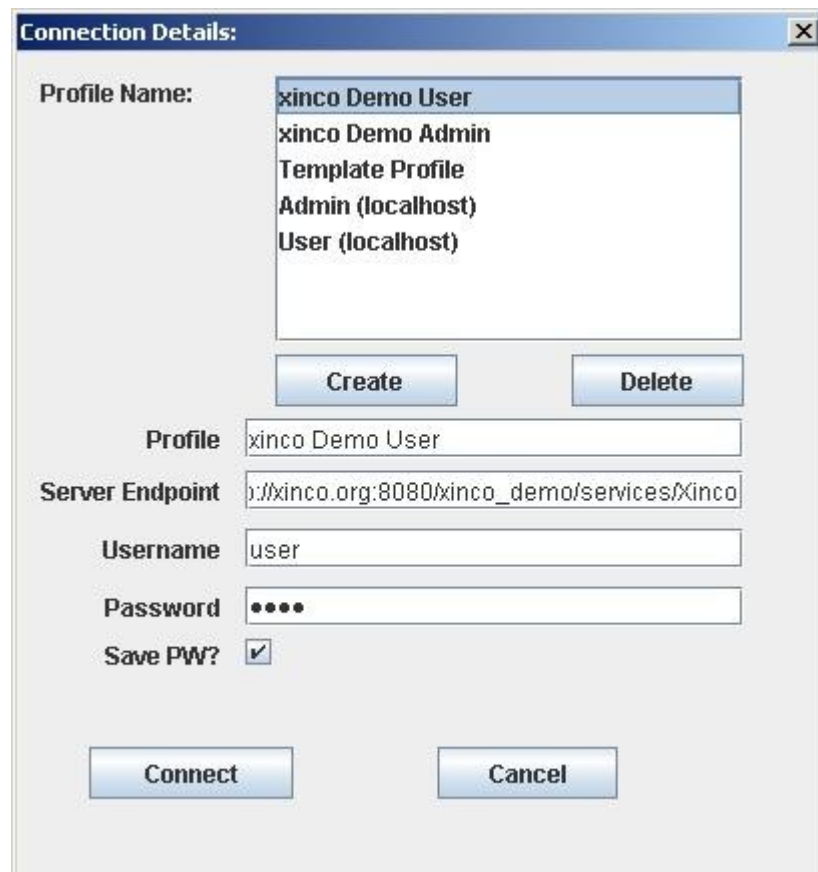 Connection Details:
Profile Name:
xinco Demo User
xinco Demo Admin
Template Profile
Admin (localhost)
User (localhost)
Create Delete
Profile xinco Demo User
Server Endpoint ://xinco.org:8080/xinco_demo/services/Xinco
Username user
Password ••••
Save PW?
Connect Cancel